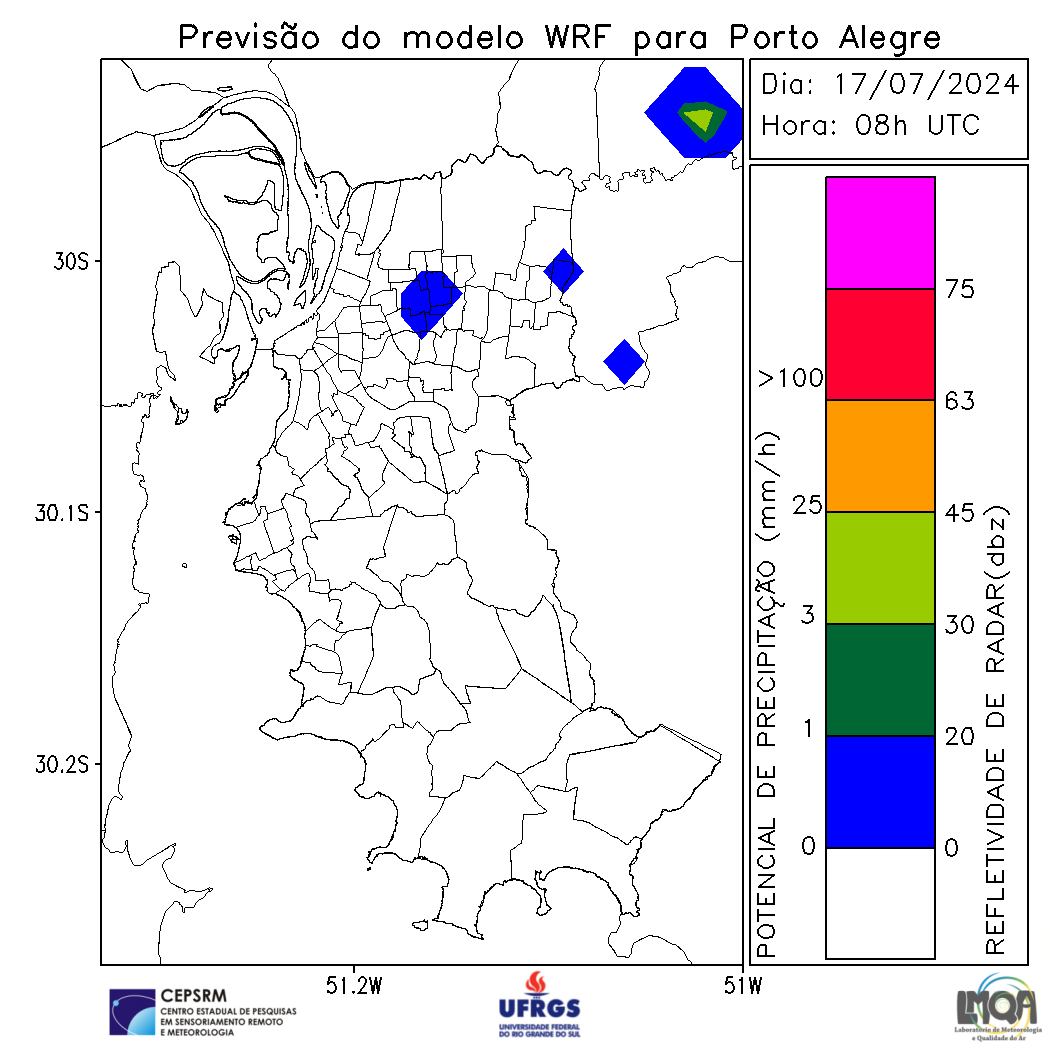 Previsão do modelo WRF para Porto Alegre
Dia: 17/07/2024
Hora: 08h UTC
30S
30.1S
30.2S
51.2W
51W
POTENCIAL DE PRECIPITAÇÃO (mm/h)
>100
25
3
1
0
75
63
45
30
20
0
REFLETIVIDADE DE RADAR(dbz)
CEPSRM
CENTRO ESTADUAL DE PESQUISAS
EM SENSORIAMENTO REMOTO
E METEOROLOGIA
UFRGS
UNIVERSIDADE FEDERAL
DO RIO GRANDE DO SUL
LMQA
Laboratório de Meteorologia
e Qualidade do Ar